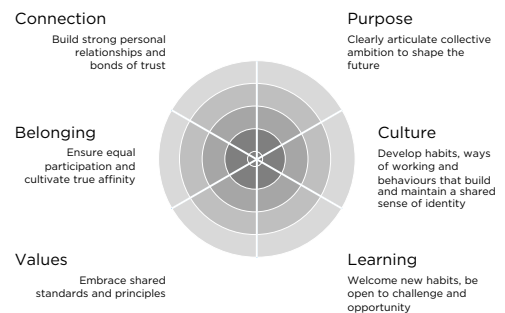 Connection
Build strong personal
relationships and
bonds of trust
Purpose
Clearly articulate collective
ambition to shape the
future
Belonging
Ensure equal
participation and
cultivate true affinity
Culture
Develop habits, ways
of working and
behaviours that build
and maintain a shared
sense of identity
Values
Embrace shared
standards and principles
Learning
Welcome new habits, be
open to challenge and
opportunity